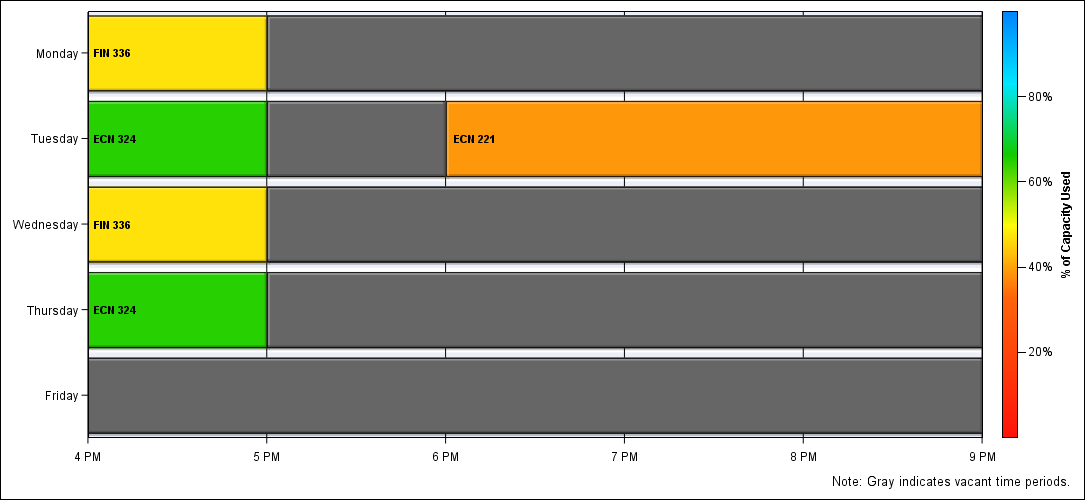 Monday
FIN 336
Tuesday
ECN 324
ECN 221
Wednesday
FIN 336
Thursday
ECN 324
Friday
4 PM
5 PM
6 PM
7 PM
8 PM
9 PM
80%
60%
40%
20%
% of Capacity Used
Note: Gray indicates vacant time periods.